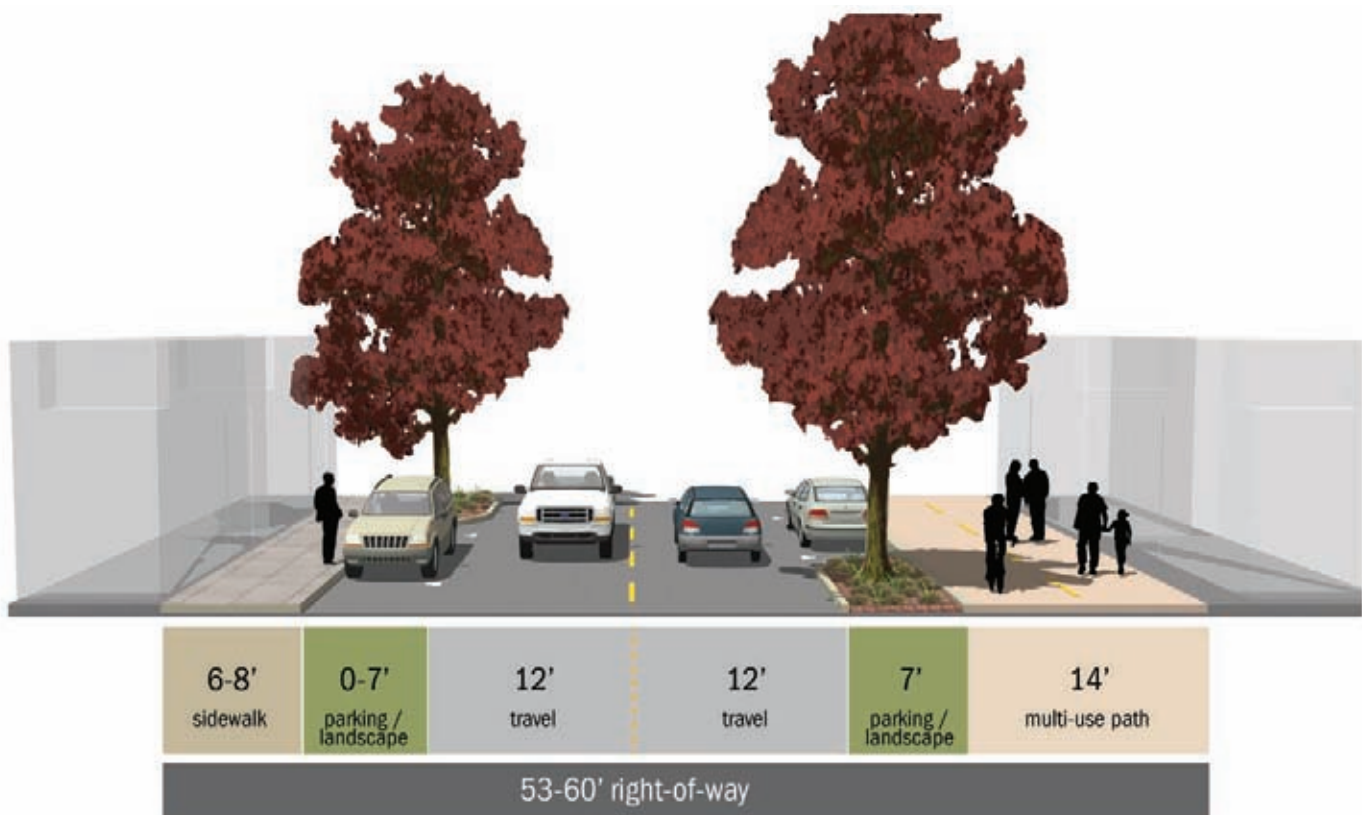 6-8’
sidewalk
0-7’
parking /
landscape
12’
travel
12’
travel
7’
parking /
landscape
14’
multi-use path
53-60’ right-of-way